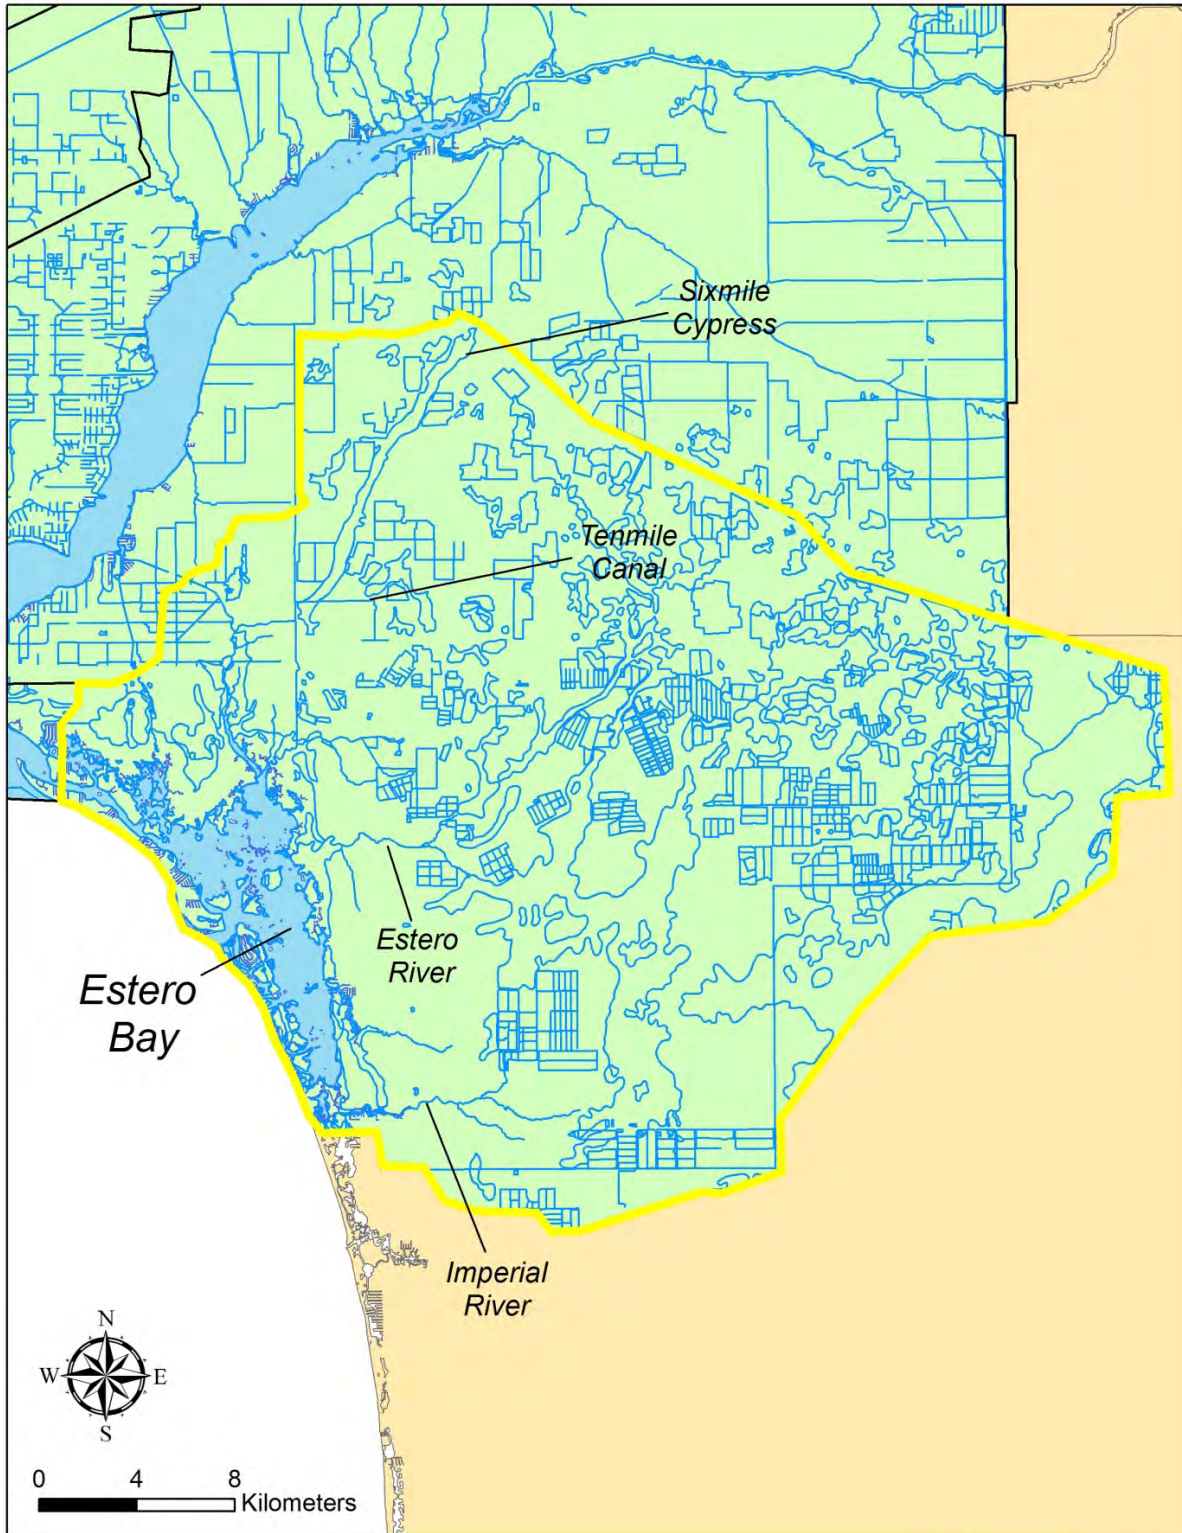 Sixmile
Cypress
Tenmile
Canal
Estero
River
Estero
Bay
Imperial
River
N
W E
S
0 4 8
Kilometers